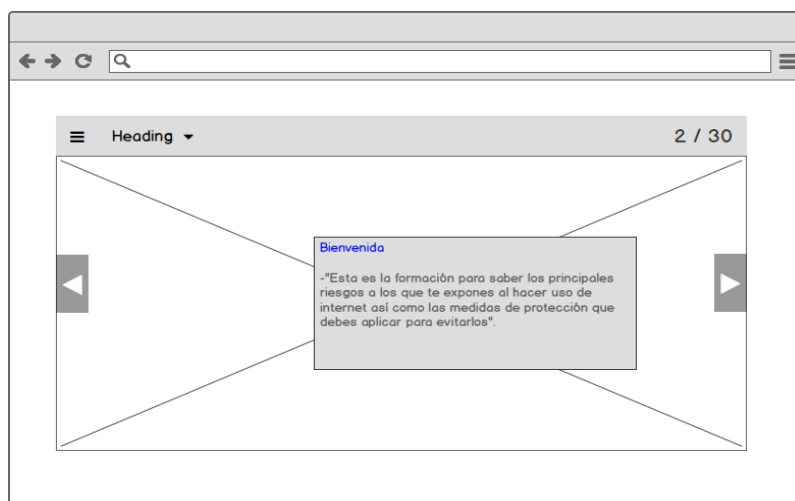 Heading
2 / 30
Bienvenida
-"Esta es la formación para saber los principales
riesgos a los que te expones al hacer uso de
internet así como las medidas de protección que
debes aplicar para evitarlos".